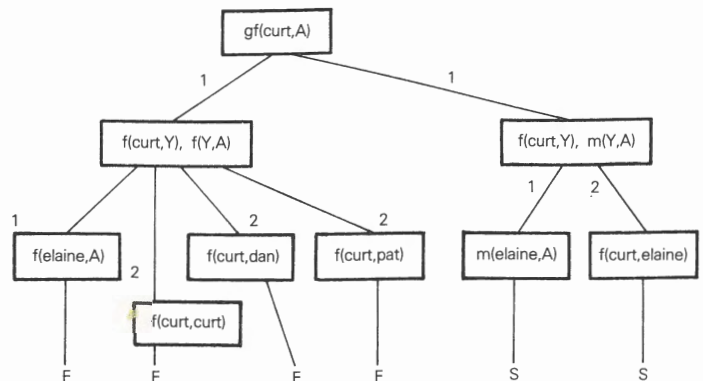 gf(curt,A)
1 1
f(curt,Y), f(Y,A)
f(curt,Y), m(Y,A)
1 2
1 2 2
f(elaine,A)
f(curt,dan)
f(curt,pat)
m(elaine,A)
f(curt,elaine)
2
f(curt,curt)
F F F F S S